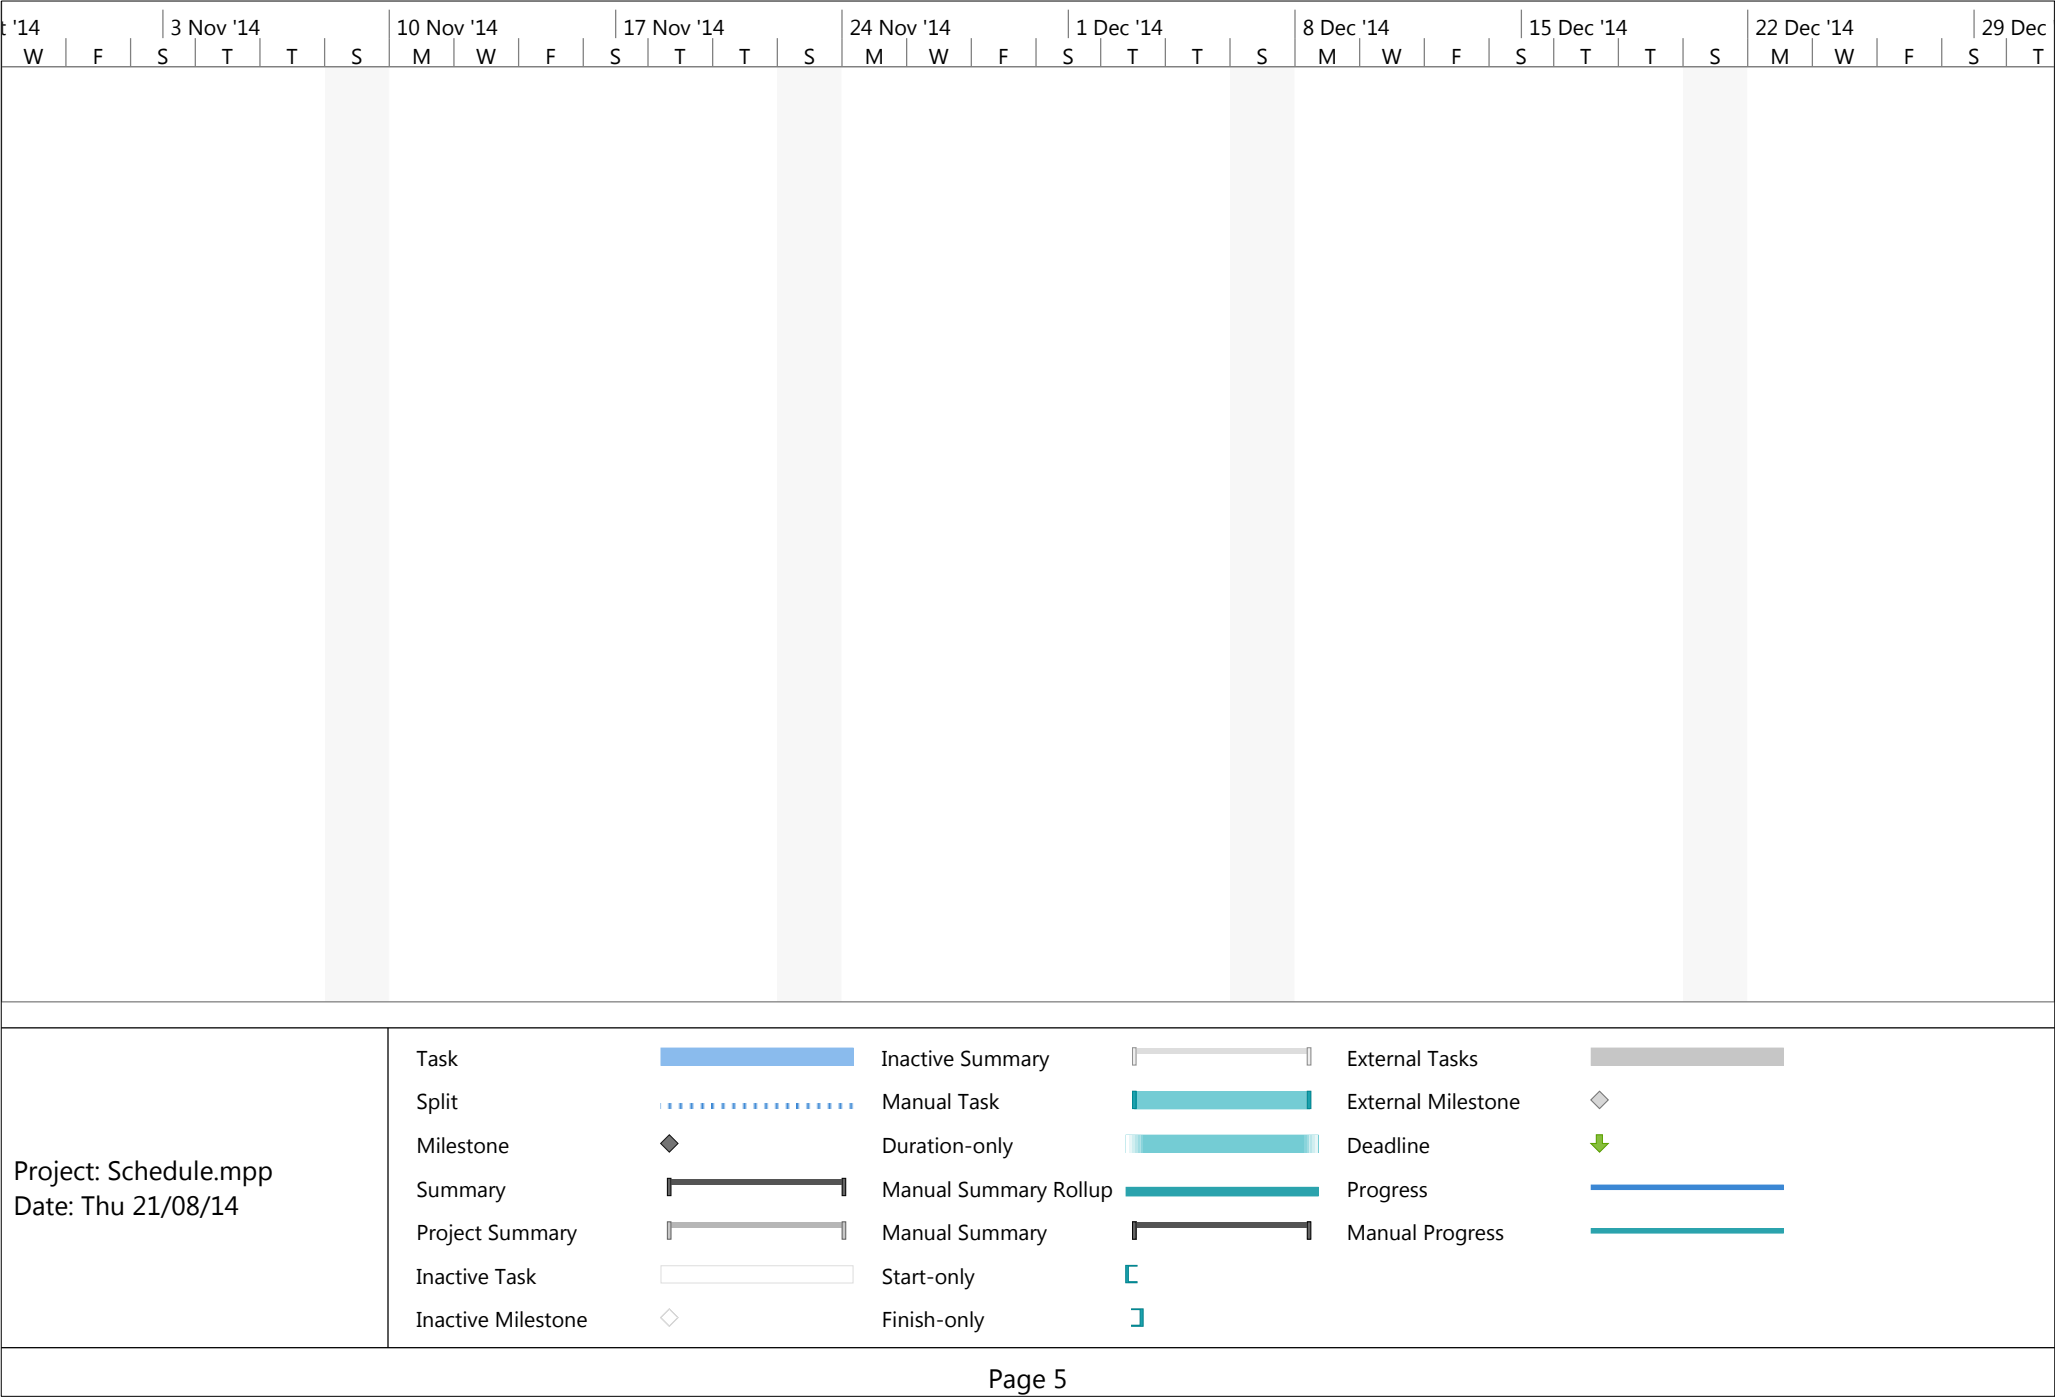 t '14 3 Nov '14 10 Nov '14 17 Nov '14 24 Nov '14 1 Dec '14 8 Dec '14 15 Dec '14 22 Dec '14 29 Dec
W F S T T S M W F S T T S M W F S T T S M W F S T T S M W F S T
Task Inactive Summary External Tasks
Split Manual Task External Milestone
Milestone Duration-only Deadline
Project: Schedule.mpp
Date: Thu 21/08/14
Summary Manual Summary Rollup Progress
Project Summary Manual Summary Manual Progress
Inactive Task Start-only
Inactive Milestone Finish-only
Page 5